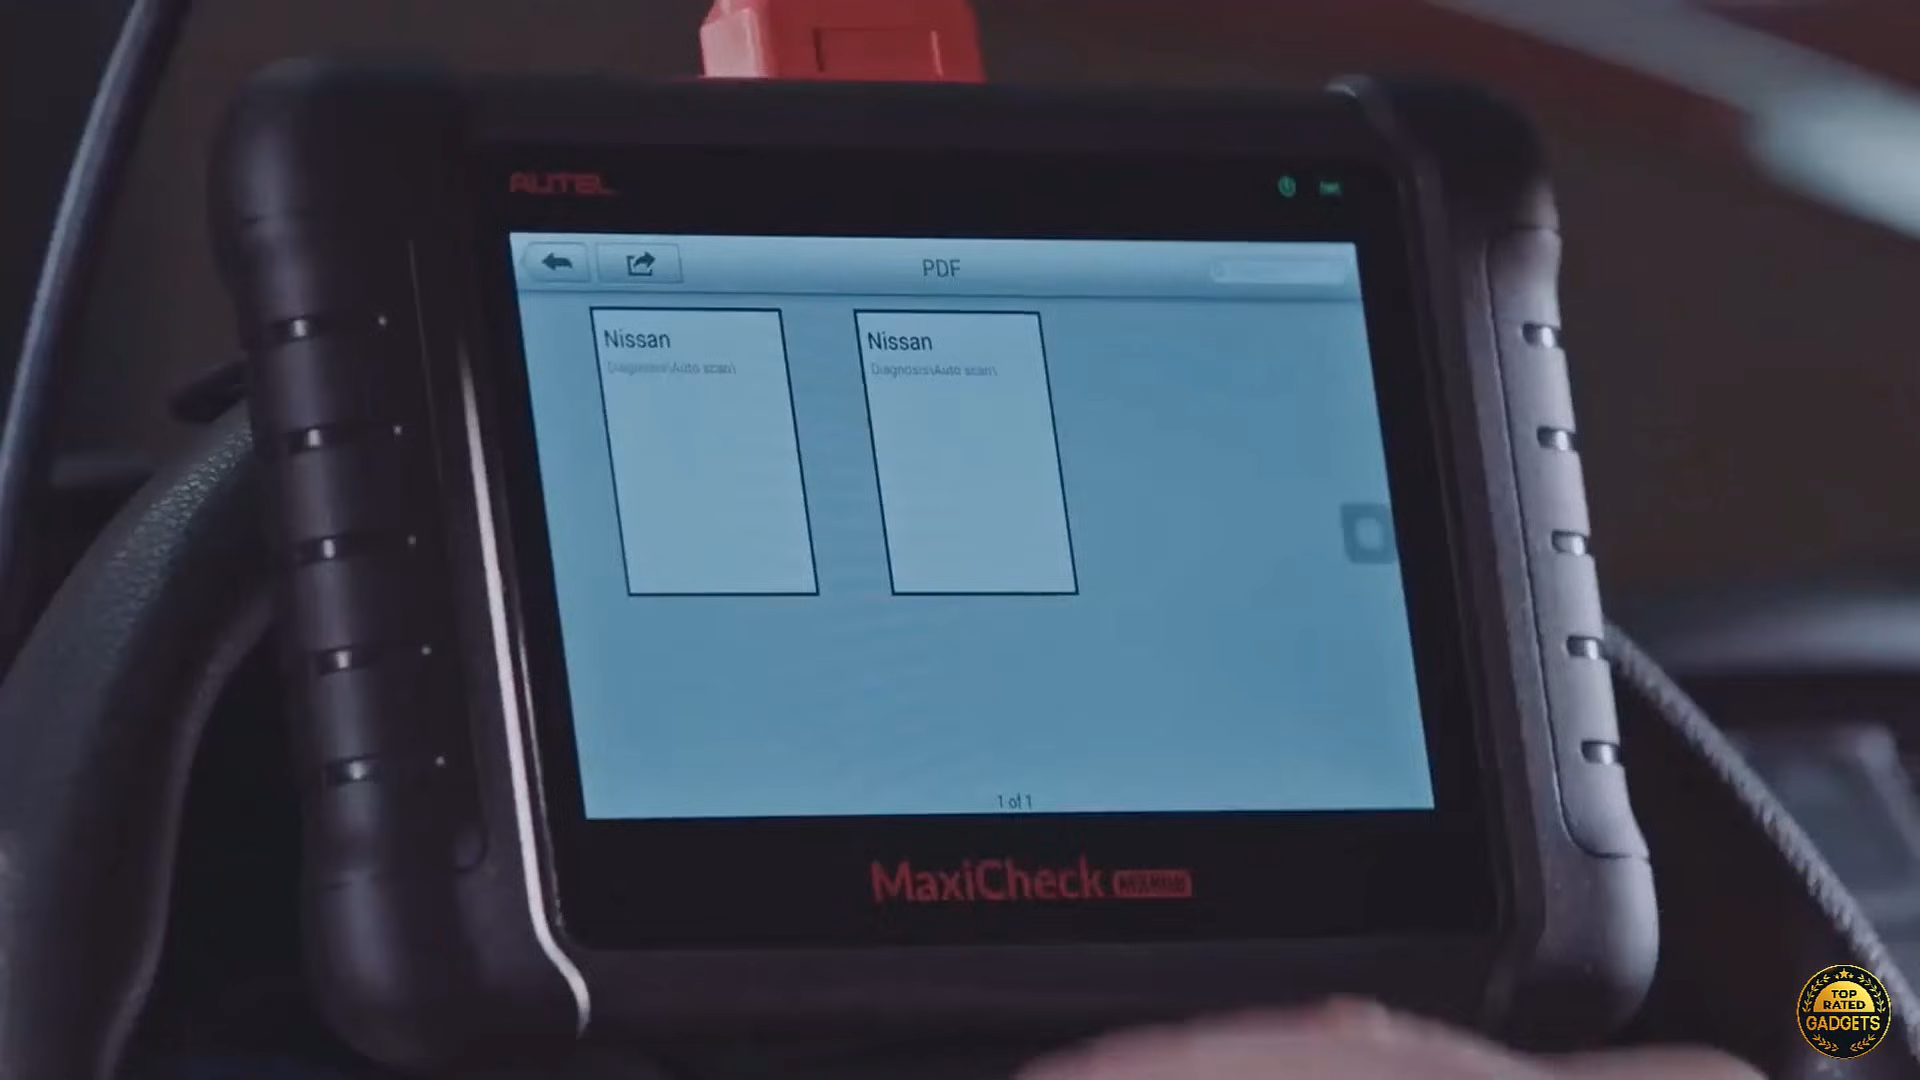 AUTEL
PDF
Nissan
Diagnosis\Auto scan\
Nissan
Diagnosis\Auto scan\
1 of 1
MaxiCheck
TOP
RATED
GADGETS